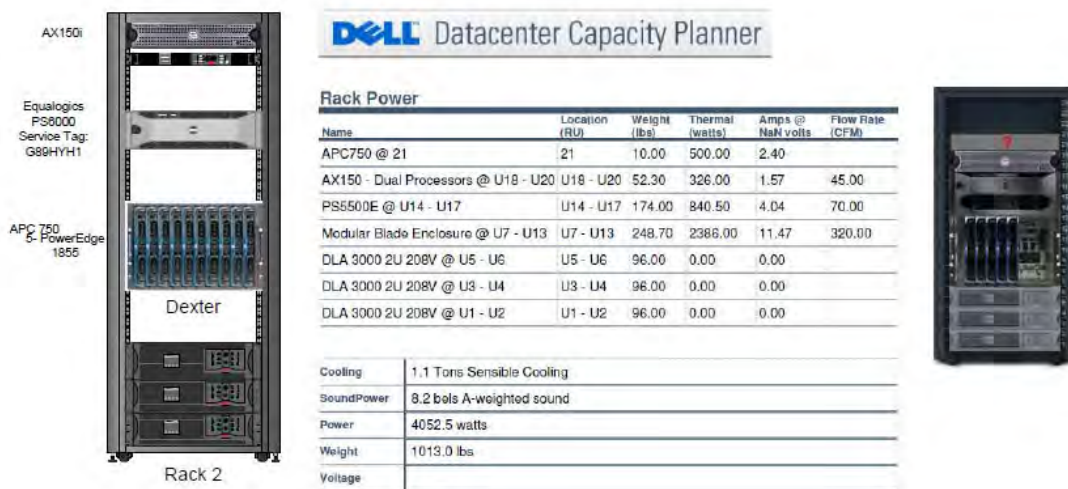 AX150i
Equalogics
PS6000
Service Tag:
G89HYH1
APC 750
5- PowerEdge
1855
Dexter
Rack 2
DELL Datacenter Capacity Planner
Rack Power
Name Location (RU) Weight (lbs) Thermal (watts) Amps @ NaN volts Flow Rate (CFM)
APC750 @ 21 21 10.00 500.00 2.40
AX150 - Dual Processors @ U18 - U20 U18 - U20 52.30 326.00 1.57 45.00
PS5500E @ U14 - U17 U14 - U17 174.00 840.50 4.04 70.00
Modular Blade Enclosure @ U7 - U13 U7 - U13 248.70 2386.00 11.47 320.00
DLA 3000 2U 208V @ U5 - U6 U5 - U6 96.00 0.00 0.00
DLA 3000 2U 208V @ U3 - U4 U3 - U4 96.00 0.00 0.00
DLA 3000 2U 208V @ U1 - U2 U1 - U2 96.00 0.00 0.00
Cooling 1.1 Tons Sensible Cooling
SoundPower 8.2 bels A-weighted sound
Power 4052.5 watts
Weight 1013.0 lbs
Voltage
?